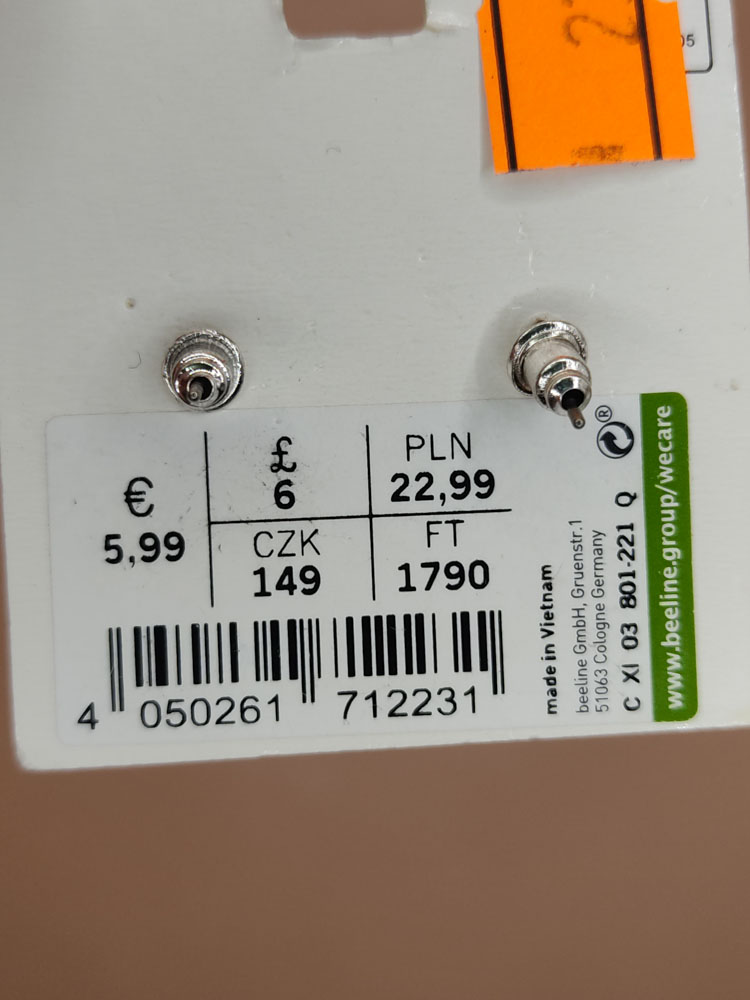 05
€
5,99
£
6
PLN
22,99
CZK
149
FT
1790
4 050261 712231
made in Vietnam
beeline GmbH, Gruenstr.1
51063 Cologne Germany
C XI 03 801-221 Q
®
www.beeline.group/wecare